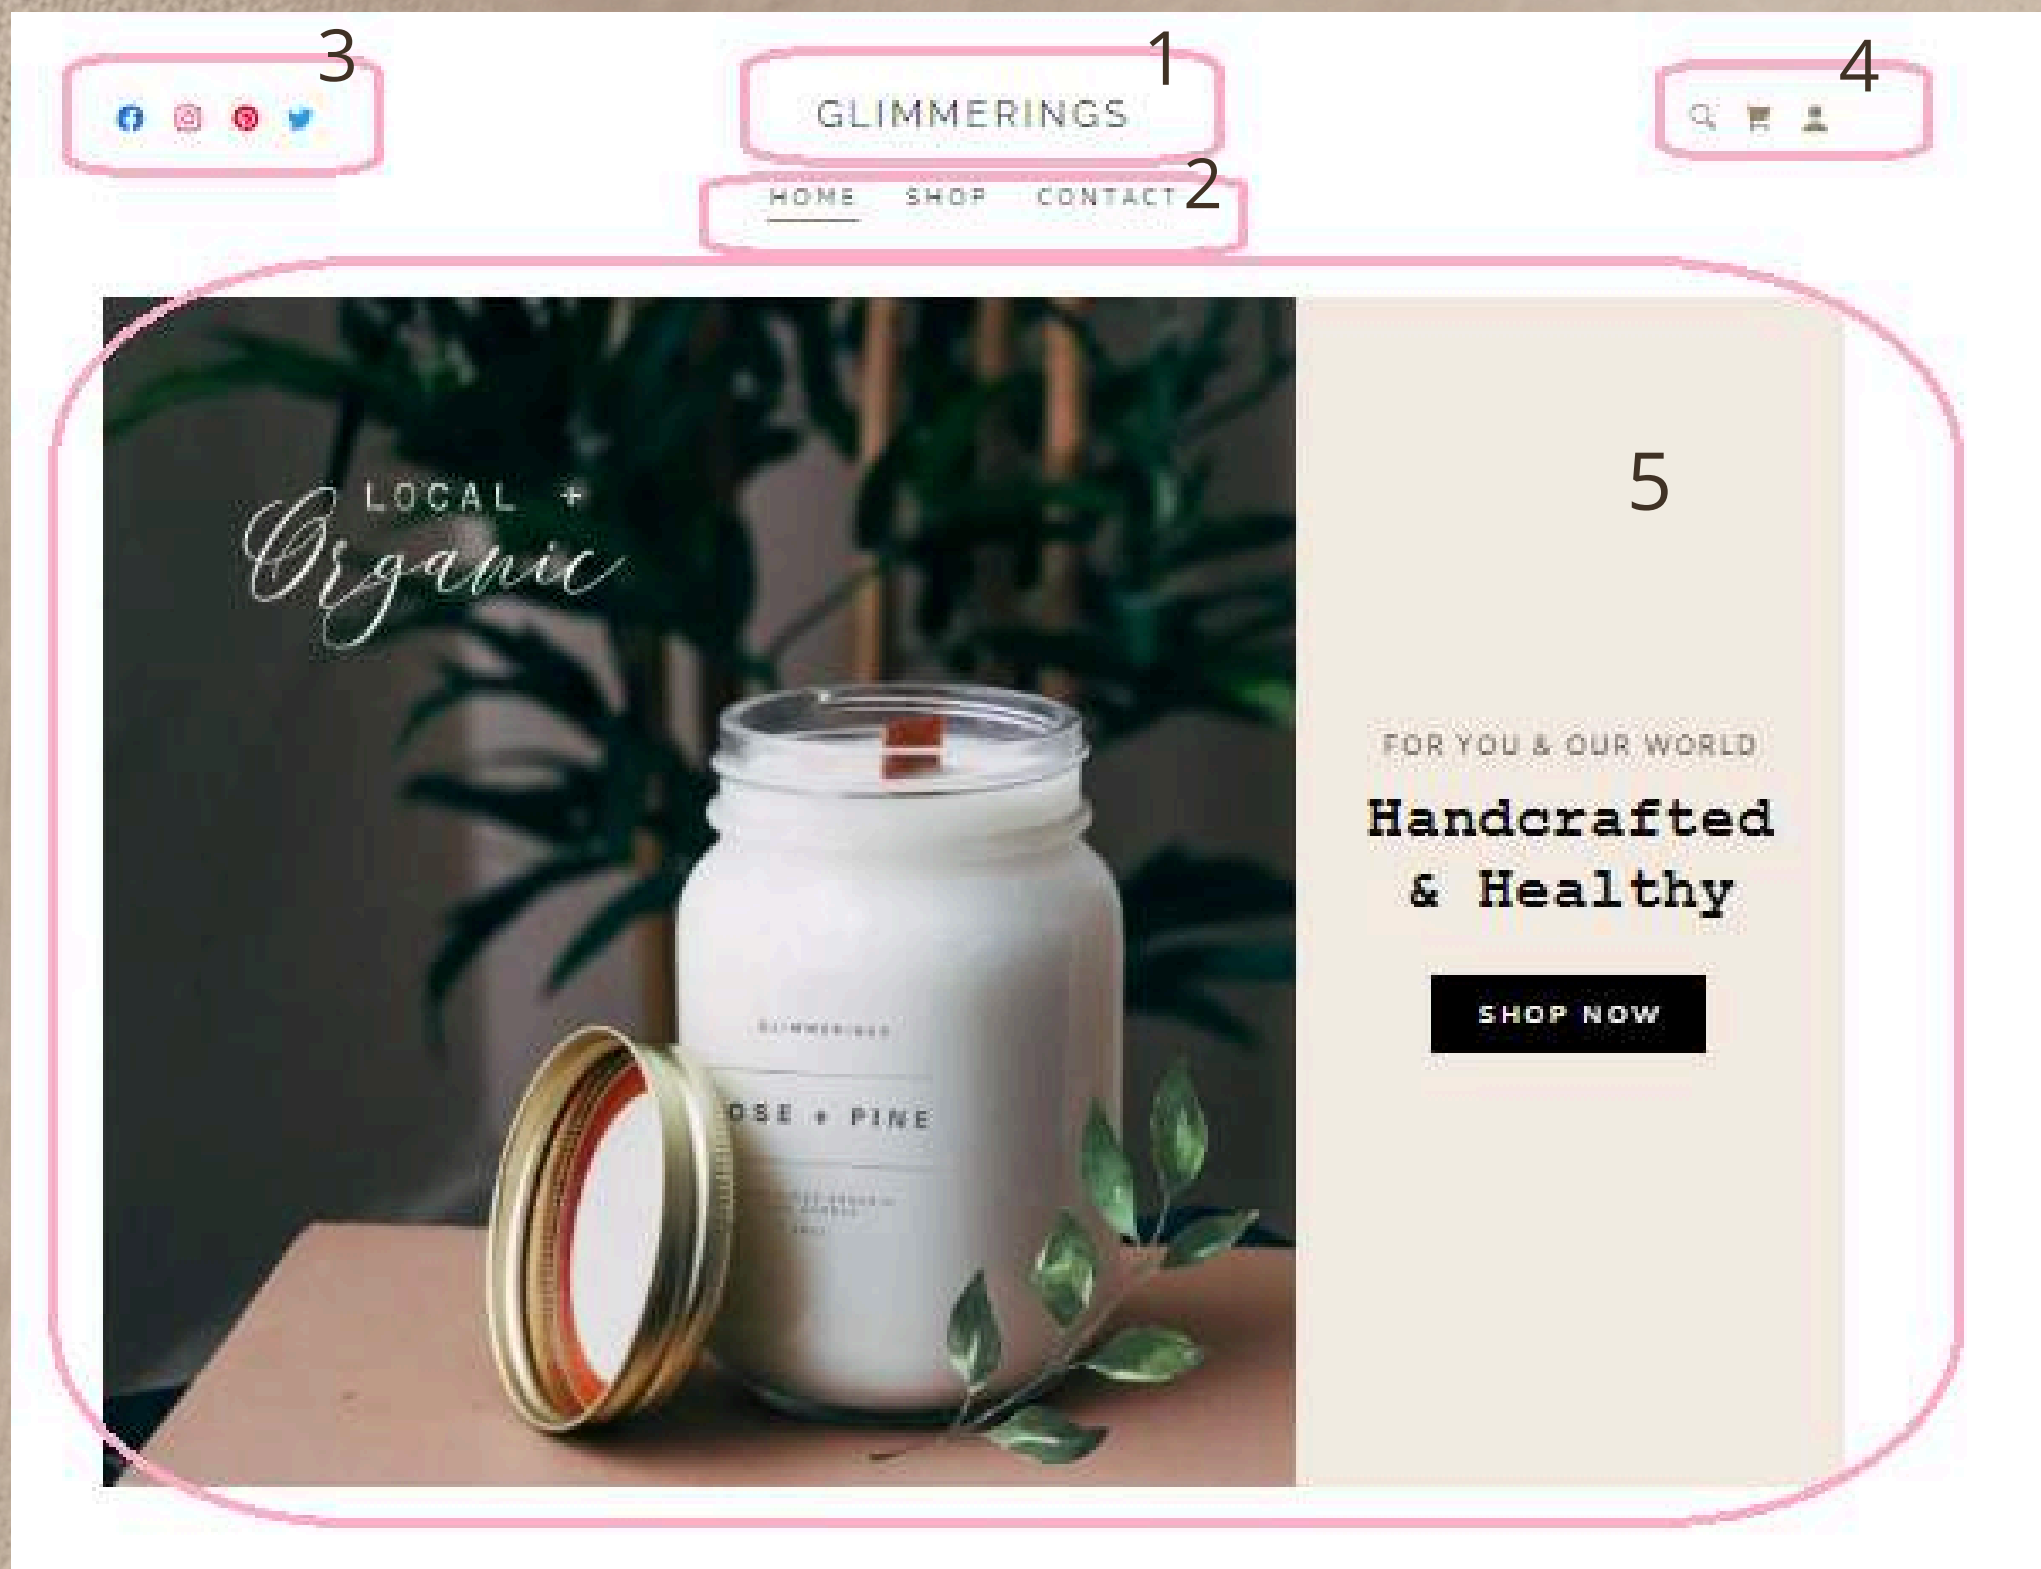 3
1
4
GLIMMERINGS
2
HOME SHOP CONTACT
5
LOCAL +
Organic
FOR YOU & OUR WORLD
Handcrafted
& Healthy
SHOP NOW
GLIMMERINGS
OSE + PINE